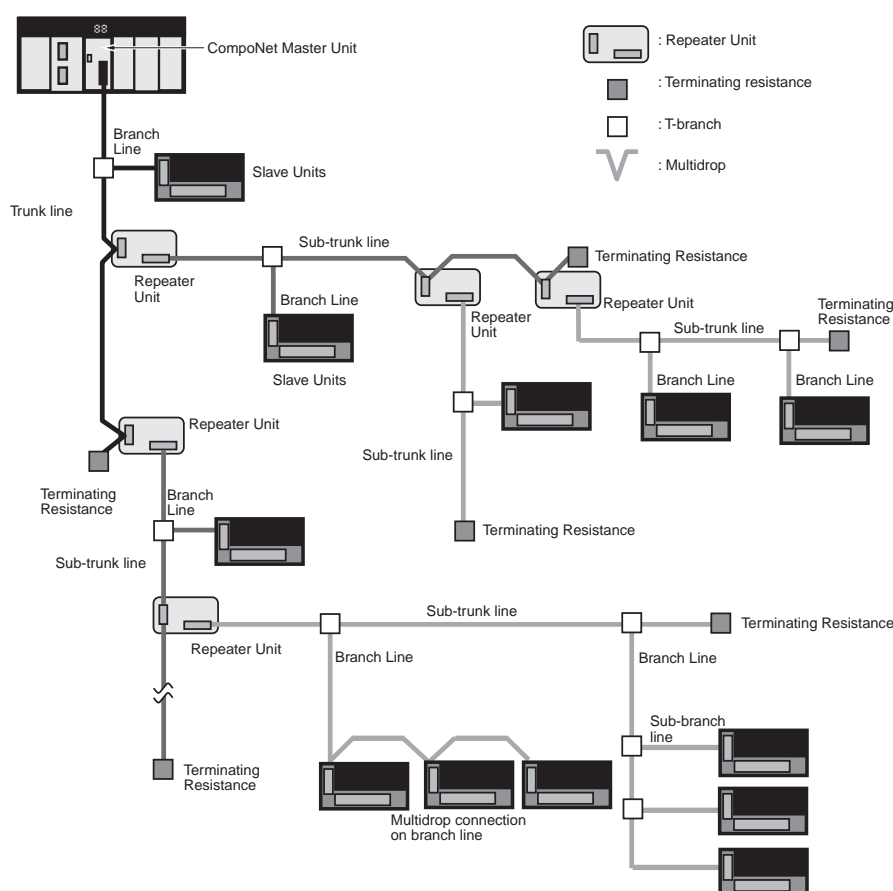 88
CompoNet Master Unit
: Repeater Unit
: Terminating resistance
: T-branch
: Multidrop
Branch
Line
Slave Units
Trunk line
Sub-trunk line
Terminating Resistance
Repeater
Unit
Branch Line
Slave Units
Repeater
Unit
Repeater Unit
Terminating
Resistance
Sub-trunk line
Branch Line
Branch Line
Repeater Unit
Sub-trunk line
Terminating
Resistance
Branch
Line
Terminating Resistance
Sub-trunk line
Sub-trunk line
Terminating Resistance
Repeater Unit
Branch Line
Branch Line
Sub-branch
line
Terminating
Resistance
Multidrop connection
on branch line